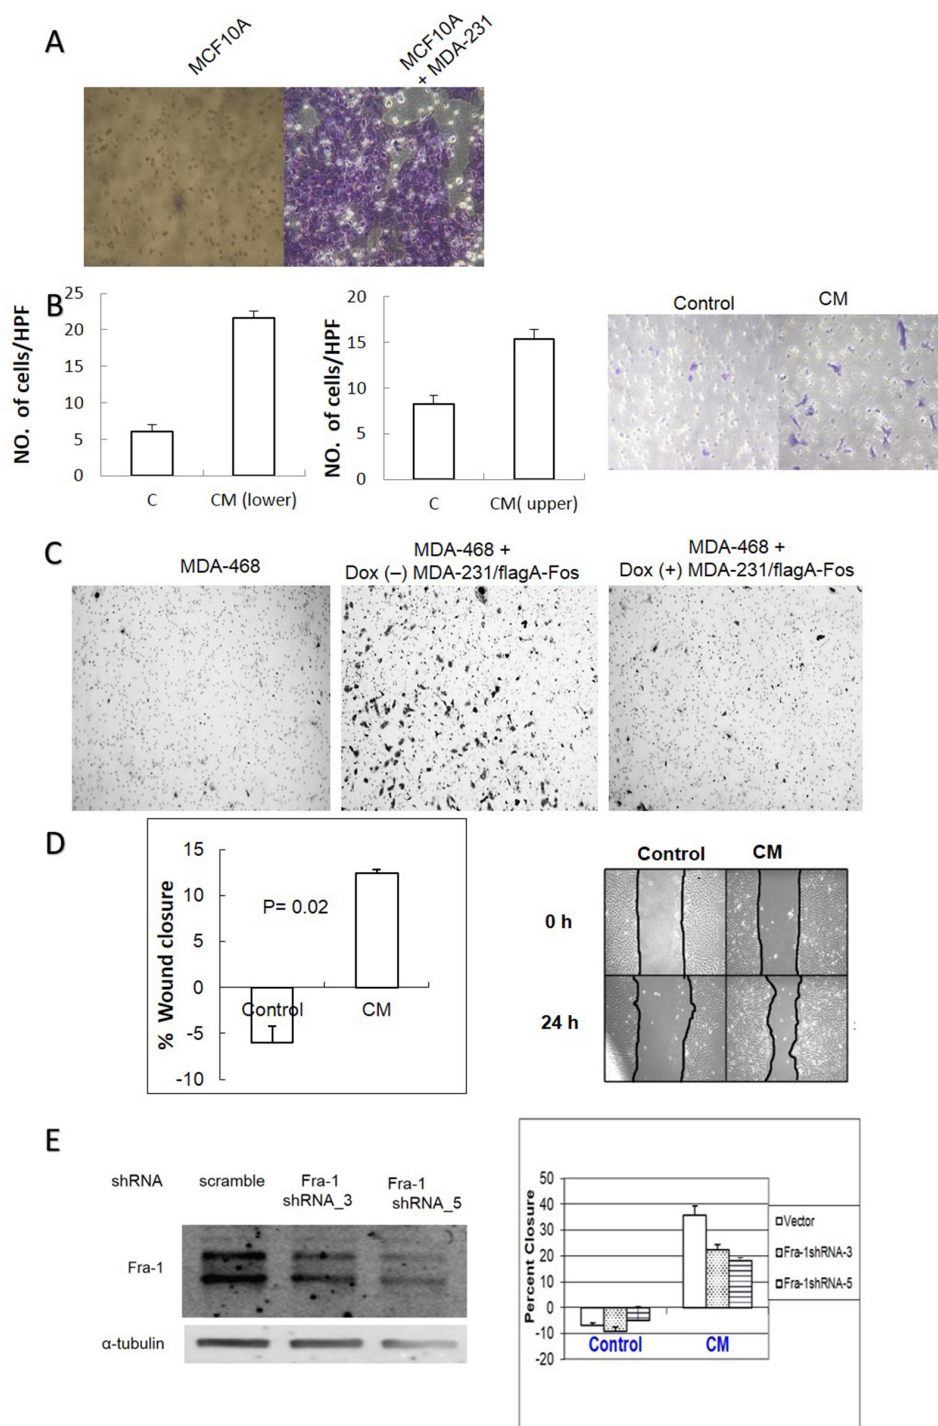 A
MCF10A
MCF10A
+ MDA-231
B
NO. of cells/HPF
25
20
15
10
5
0
C
CM (lower)
NO. of cells/HPF
20
15
10
5
0
C
CM( upper)
Control
CM
C
MDA-468
MDA-468 +
Dox (–) MDA-231/flagA-Fos
MDA-468 +
Dox (+) MDA-231/flagA-Fos
D
% Wound closure
15
10
5
0
-5
-10
P= 0.02
Control
CM
Control
CM
0 h
24 h
E
shRNA
scramble
Fra-1
shRNA_3
Fra-1
shRNA_5
Fra-1
α-tubulin
Percent Closure
50
40
30
20
10
0
-10
-20
Control
CM
Vector
Fra-1shRNA-3
Fra-1shRNA-5